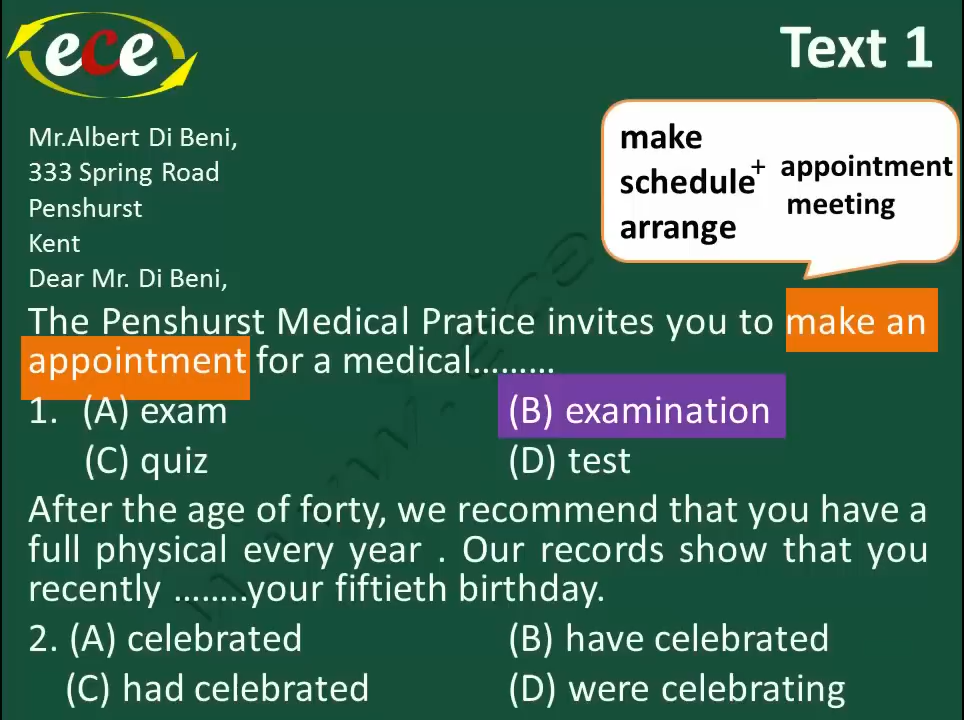 ece
Text 1
Mr.Albert Di Beni,
333 Spring Road
Penshurst
Kent
Dear Mr. Di Beni,
make
schedule
arrange
+
appointment
meeting
The Penshurst Medical Pratice invites you to make an
appointment for a medical.........
1. (A) exam (B) examination
(C) quiz (D) test
After the age of forty, we recommend that you have a
full physical every year . Our records show that you
recently ........your fiftieth birthday.
2. (A) celebrated (B) have celebrated
(C) had celebrated (D) were celebrating